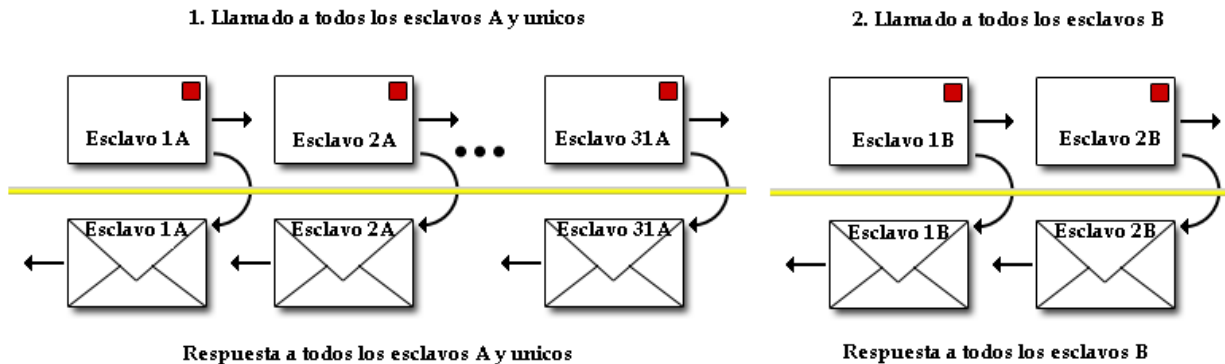 1. Llamado a todos los esclavos A y unicos
2. Llamado a todos los esclavos B
Esclavo 1A
Esclavo 2A
Esclavo 31A
Esclavo 1B
Esclavo 2B
Esclavo 1A
Esclavo 2A
Esclavo 31A
Esclavo 1B
Esclavo 2B
Respuesta a todos los esclavos A y unicos
Respuesta a todos los esclavos B